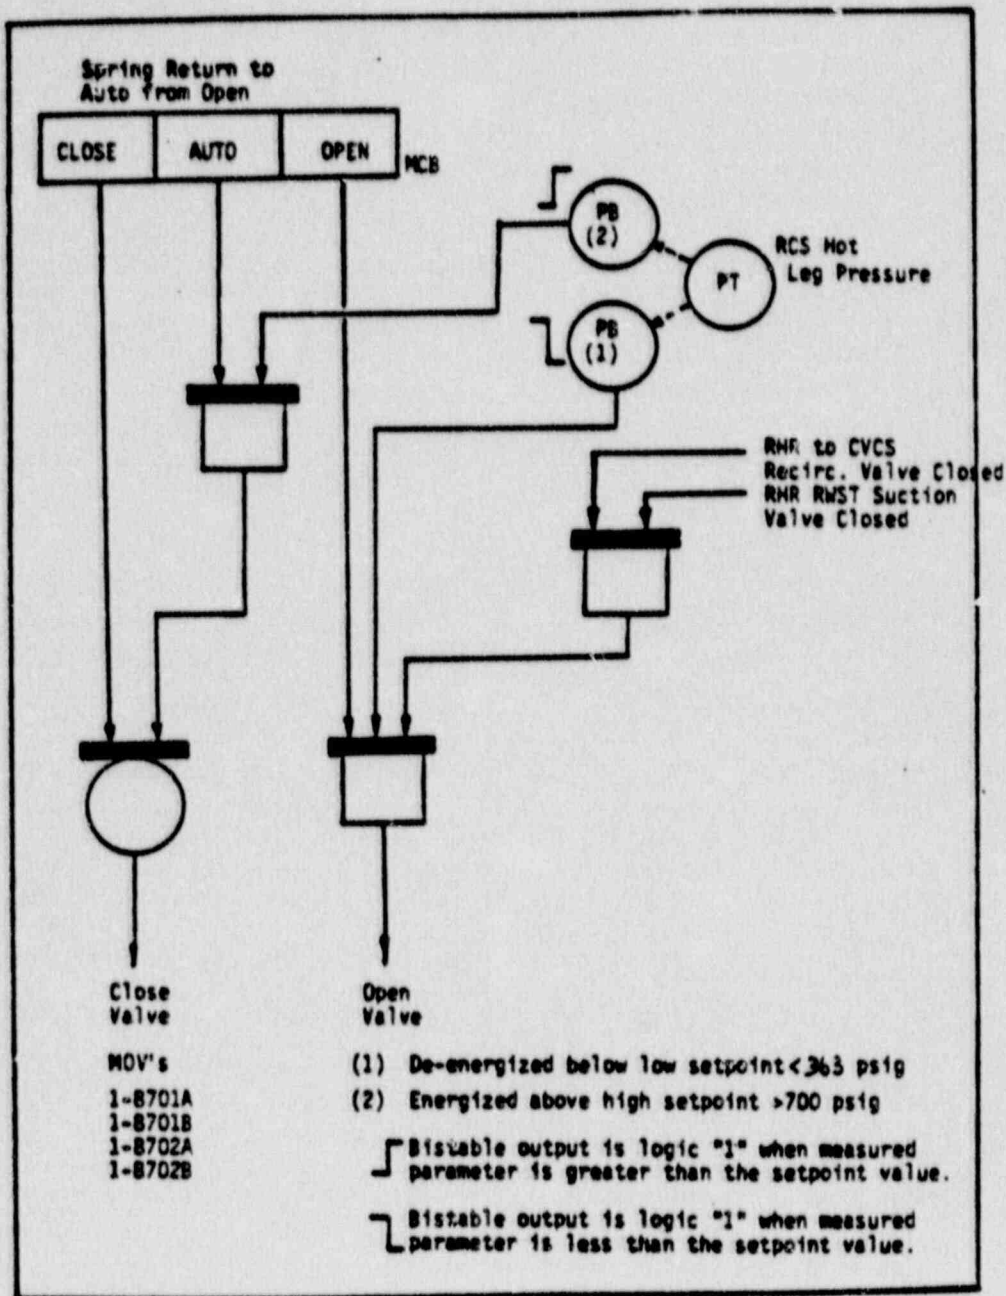 Spring Return to
Auto from Open
CLOSE AUTO OPEN MCB
PB
(2)
PT
RCS Hot
Leg Pressure
PB
(1)
RHR to CVCS
Recirc. Valve Closed
RHR RWST Suction
Valve Closed
Close
Valve
Open
Valve
MOV's
1-8701A
1-8701B
1-8702A
1-8702B
(1) De-energized below low setpoint <363 psig
(2) Energized above high setpoint >700 psig
Bistable output is logic "1" when measured
parameter is greater than the setpoint value.
Bistable output is logic "1" when measured
parameter is less than the setpoint value.